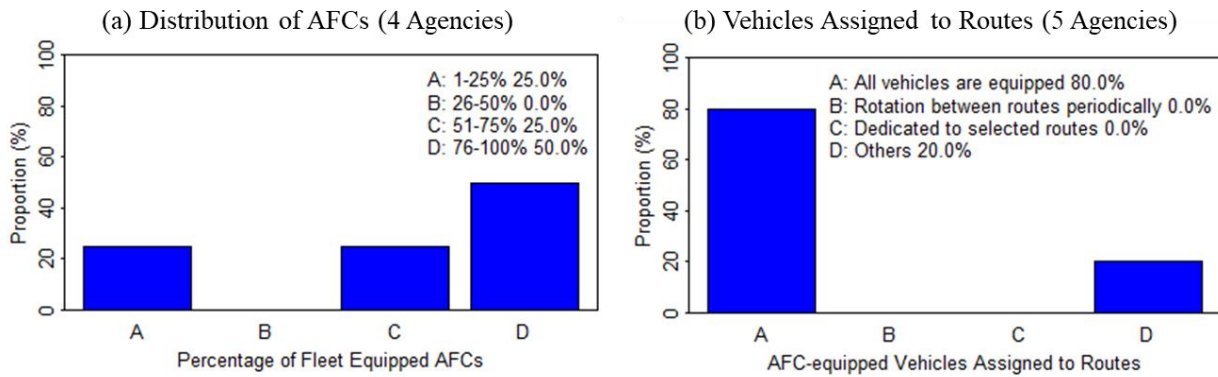 (a) Distribution of AFCs (4 Agencies)
100
80
60
40
20
0
Proportion (%)
A: 1-25% 25.0%
B: 26-50% 0.0%
C: 51-75% 25.0%
D: 76-100% 50.0%
A B C D
Percentage of Fleet Equipped AFCs
(b) Vehicles Assigned to Routes (5 Agencies)
100
80
60
40
20
0
Proportion (%)
A: All vehicles are equipped 80.0%
B: Rotation between routes periodically 0.0%
C: Dedicated to selected routes 0.0%
D: Others 20.0%
A B C D
AFC-equipped Vehicles Assigned to Routes